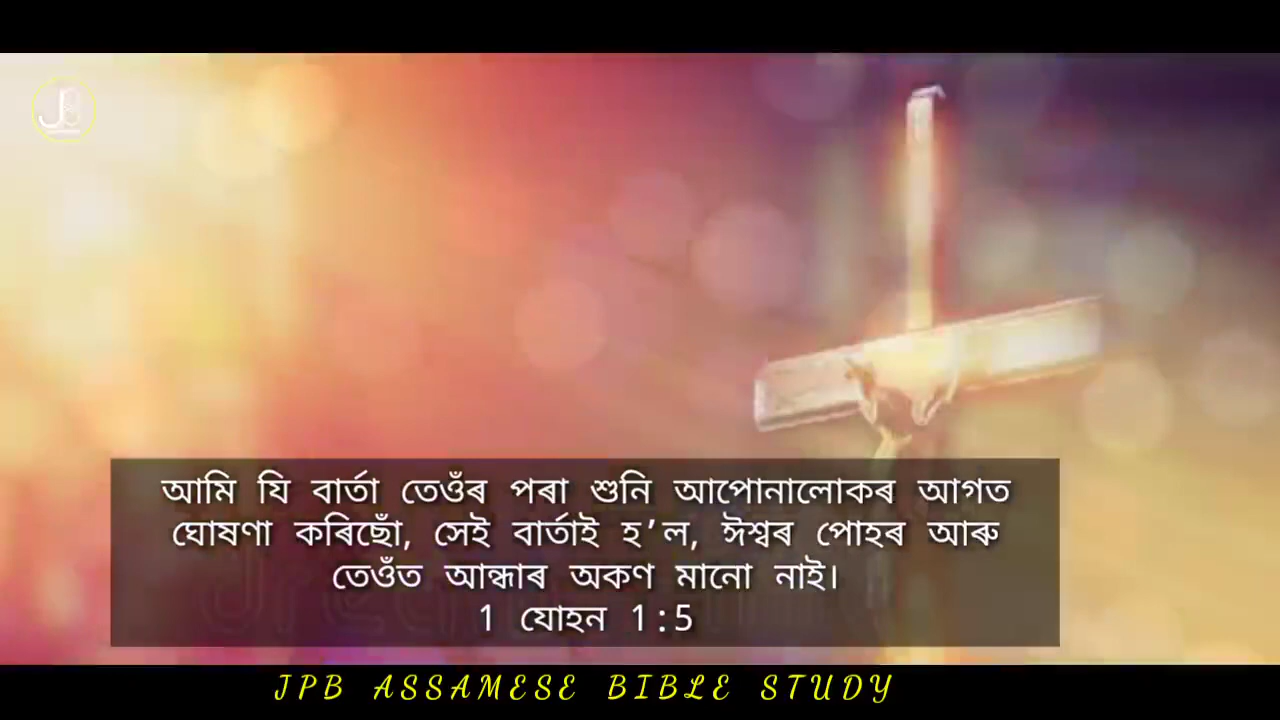 JB
আমি যি বাৰ্তা তেওঁৰ পৰা শুনি আপোনালোকৰ আগত
ঘোষণা কৰিছোঁ, সেই বাৰ্তাই হ’ল, ঈশ্বৰ পোহৰ আৰু
তেওঁত আন্ধাৰ অকণ মানো নাই।
1 যোহন 1:5
JPB ASSAMESE BIBLE STUDY